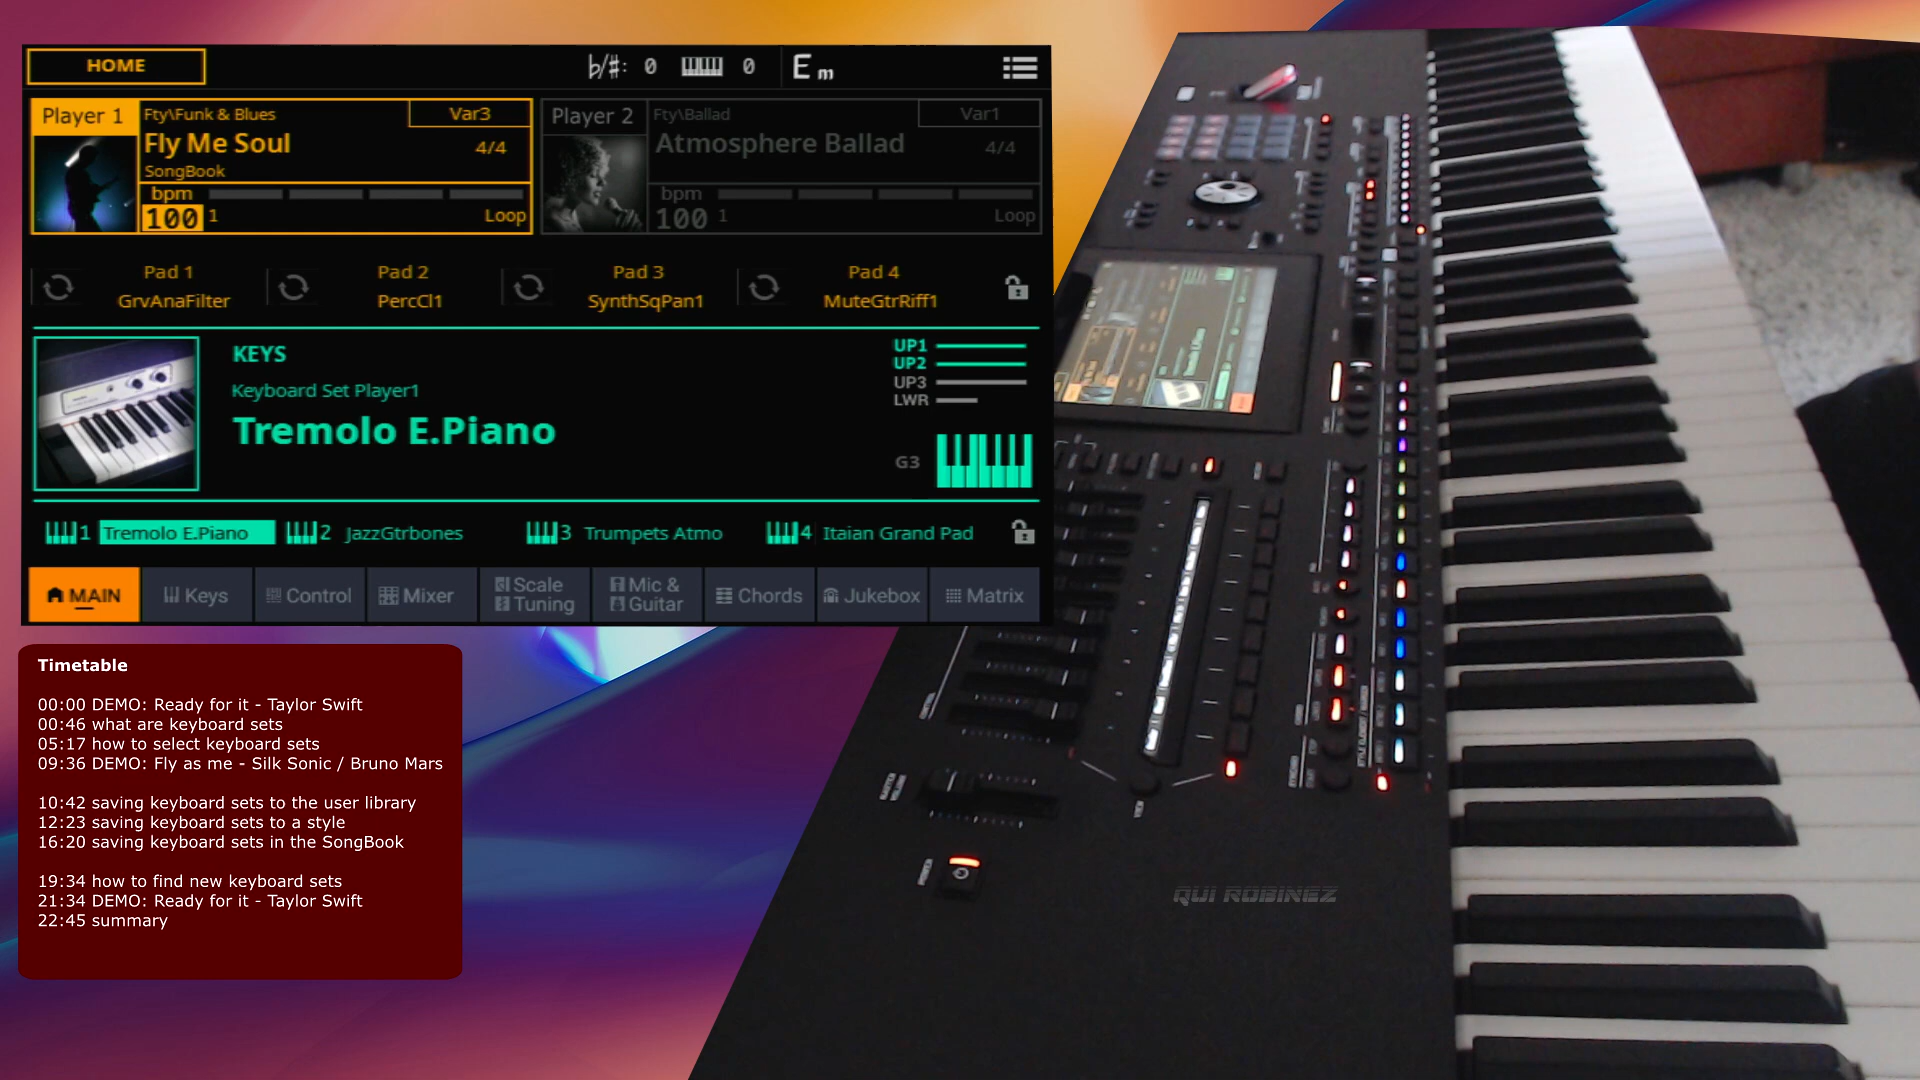 HOME
b/#: 0 0 Em
Player 1
Fty\Funk & Blues
Var3
Fly Me Soul
4/4
SongBook
bpm
100 1 Loop
Player 2
Fty\Ballad
Var1
Atmosphere Ballad
4/4
bpm
100 1 Loop
Pad 1
GrvAnaFilter
Pad 2
PercCl1
Pad 3
SynthSqPan1
Pad 4
MuteGtrRiff1
KEYS
Keyboard Set Player1
Tremolo E.Piano
UP1
UP2
UP3
LWR
G3
1 Tremolo E.Piano
2 JazzGtrbones
3 Trumpets Atmo
4 Itaian Grand Pad
MAIN
Keys
Control
Mixer
Scale
Tuning
Mic &
Guitar
Chords
Jukebox
Matrix
Timetable
00:00 DEMO: Ready for it - Taylor Swift
00:46 what are keyboard sets
05:17 how to select keyboard sets
09:36 DEMO: Fly as me - Silk Sonic / Bruno Mars
10:42 saving keyboard sets to the user library
12:23 saving keyboard sets to a style
16:20 saving keyboard sets in the SongBook
19:34 how to find new keyboard sets
21:34 DEMO: Ready for it - Taylor Swift
22:45 summary
QUI ROBINEZ